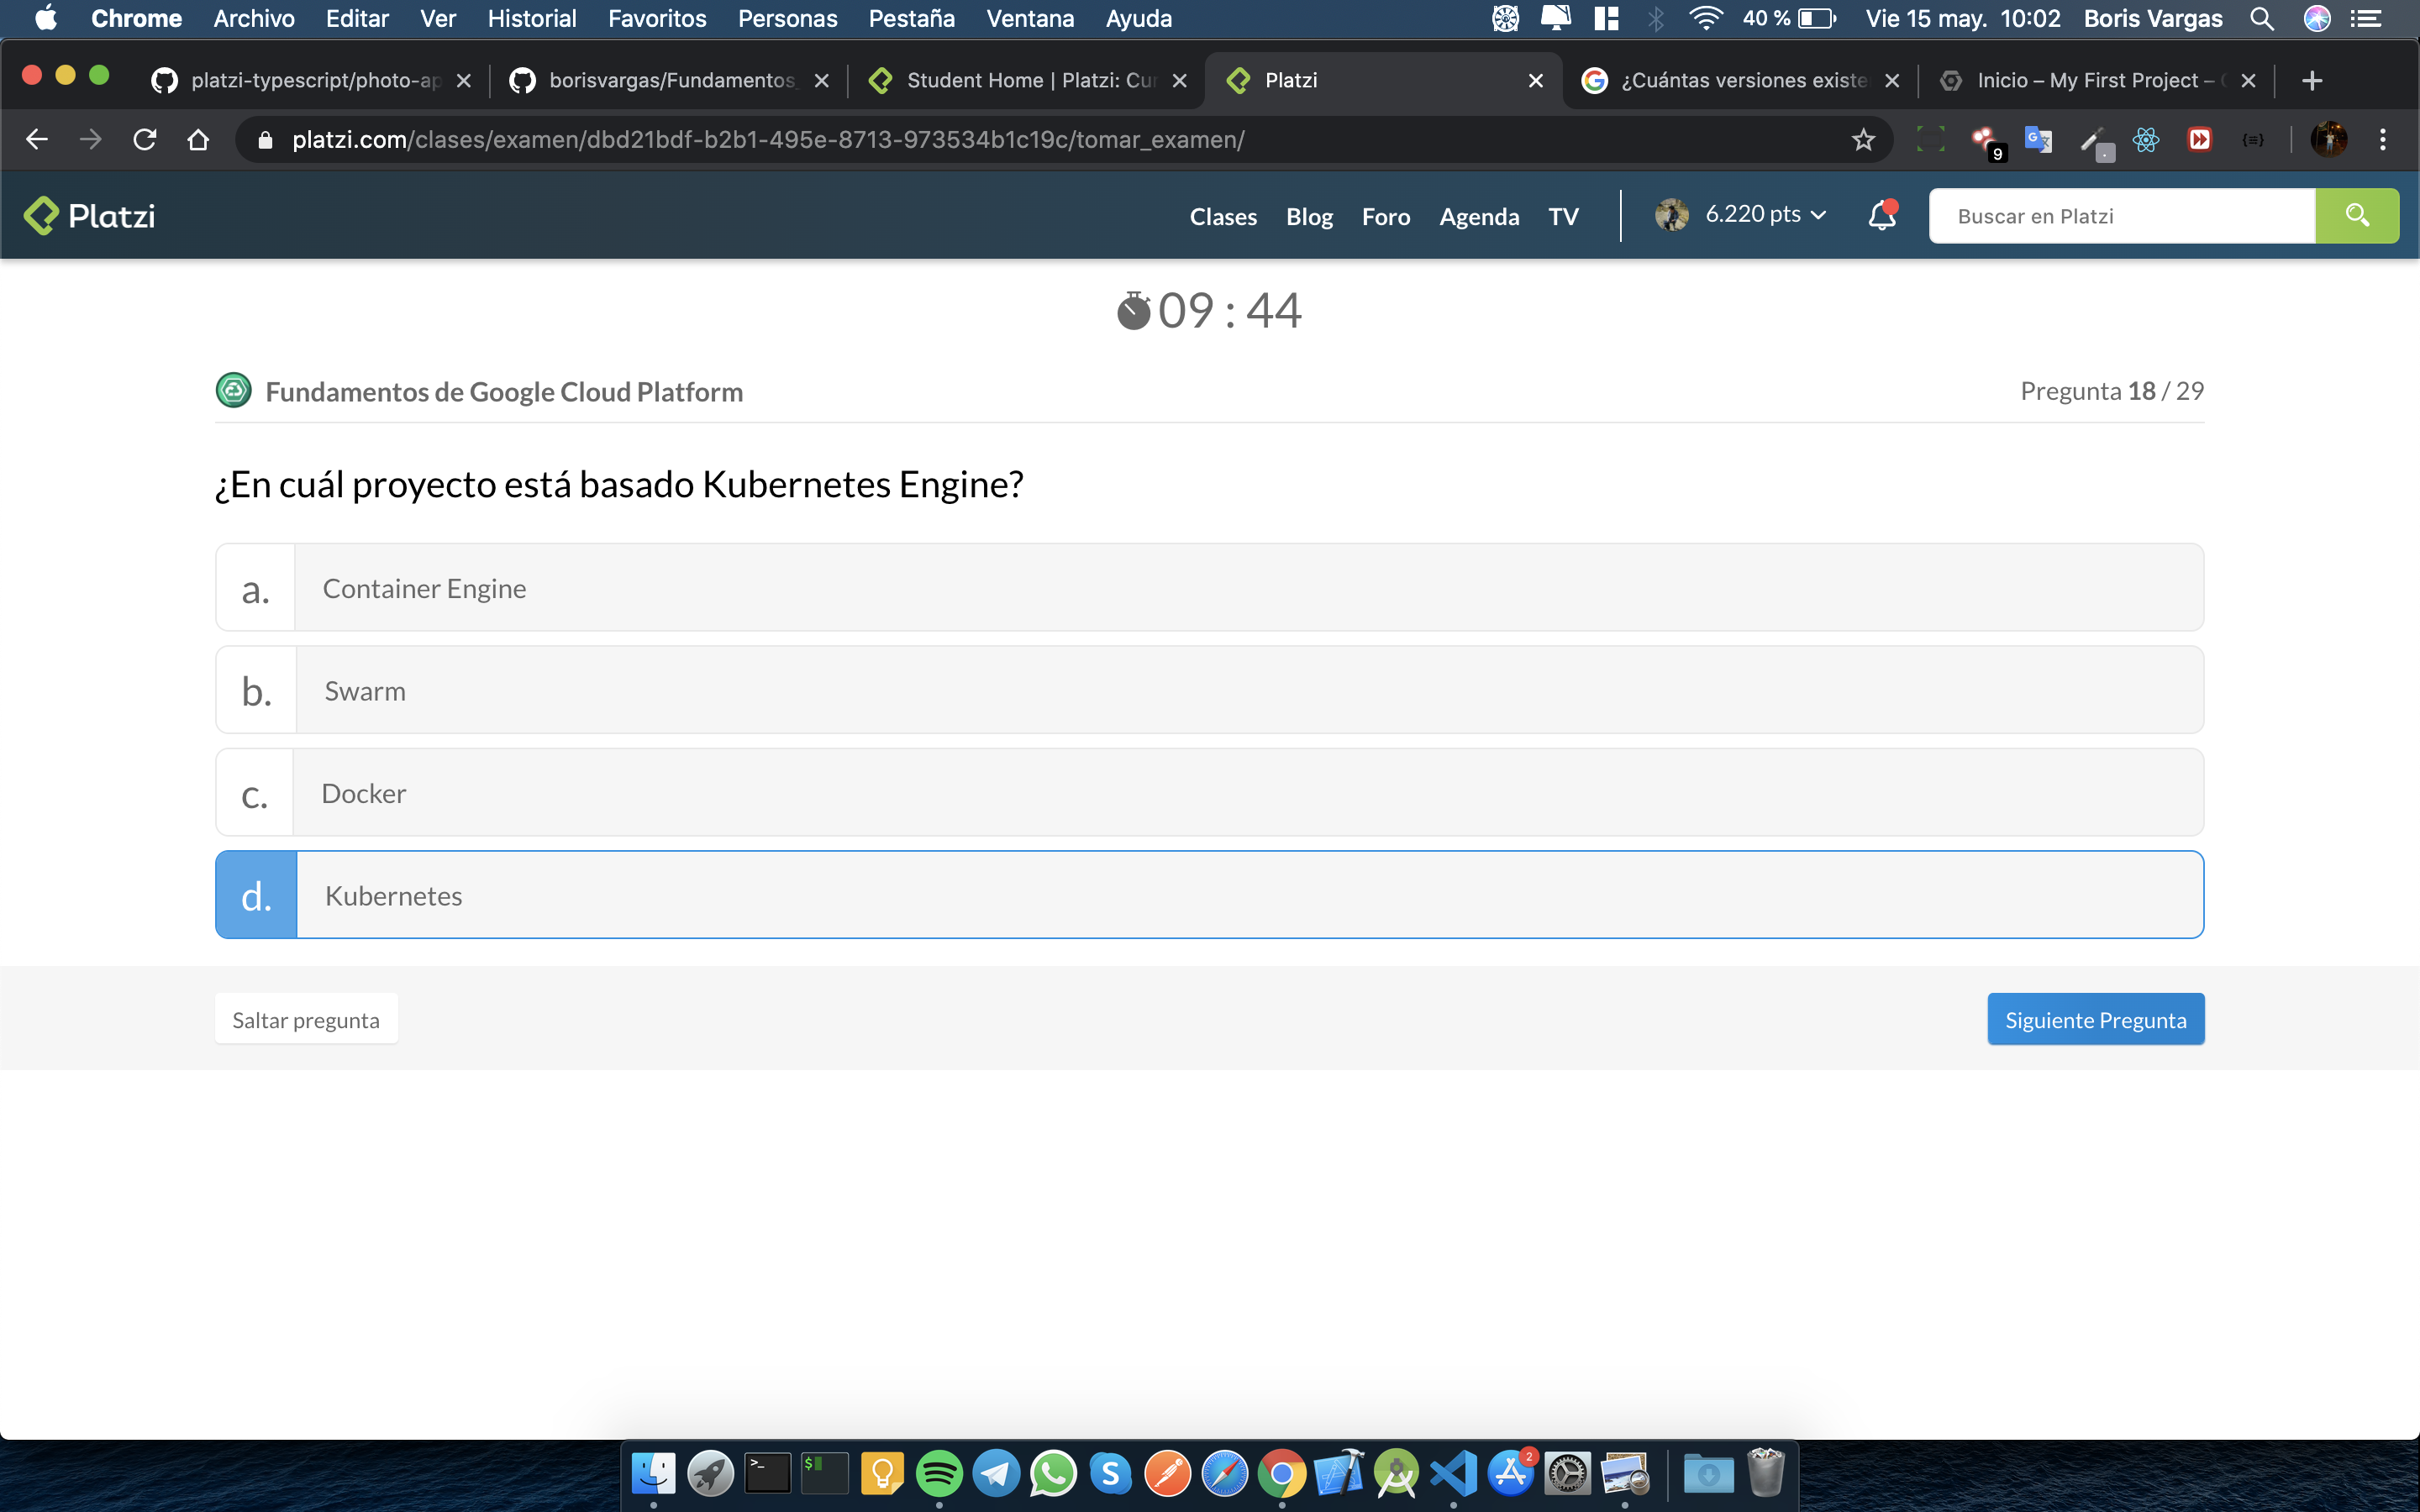 Chrome Archivo Editar Ver Historial Favoritos Personas Pestaña Ventana Ayuda 40 % Vie 15 may. 10:02 Boris Vargas
platzi-typescript/photo-ap borisvargas/Fundamentos_ Student Home | Platzi: Cur Platzi ¿Cuántas versiones existe Inicio – My First Project –
platzi.com/clases/examen/dbd21bdf-b2b1-495e-8713-973534b1c19c/tomar_examen/ 9
Platzi Clases Blog Foro Agenda TV 6.220 pts Buscar en Platzi
09 : 44
Fundamentos de Google Cloud Platform Pregunta 18 / 29
¿En cuál proyecto está basado Kubernetes Engine?
a. Container Engine
b. Swarm
c. Docker
d. Kubernetes
Saltar pregunta Siguiente Pregunta
2